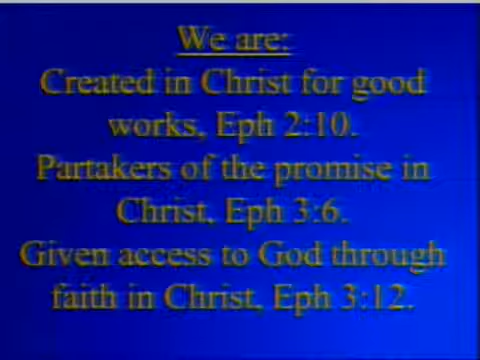 We are:
Created in Christ for good
works, Eph 2:10.
Partakers of the promise in
Christ, Eph 3:6.
Given access to God through
faith in Christ, Eph 3:12.